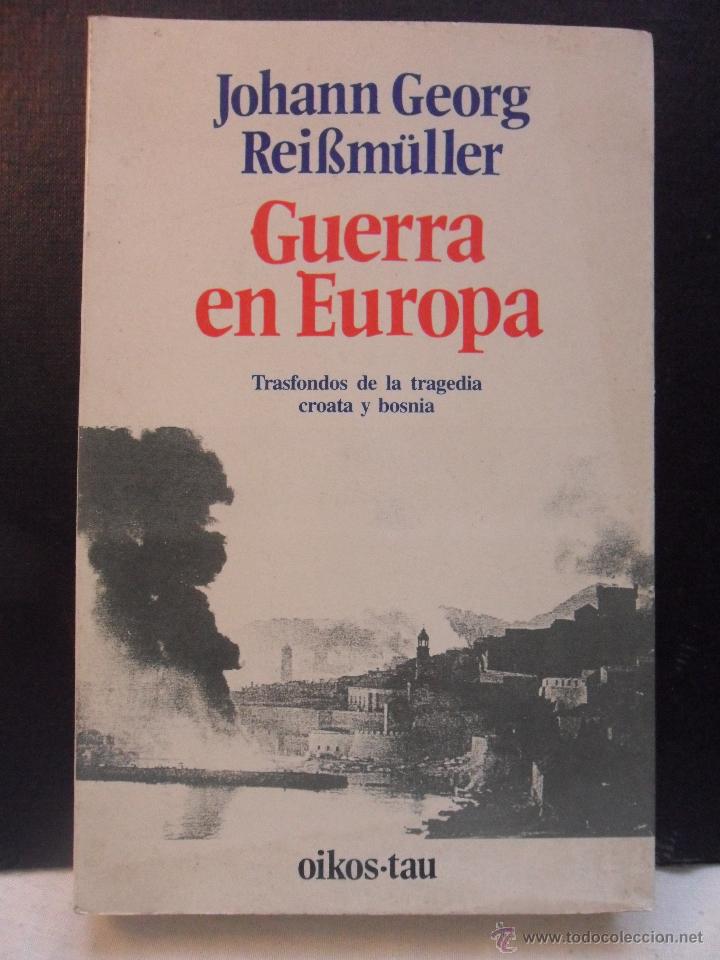 Johann Georg
Reißmüller
Guerra
en Europa
Trasfondos de la tragedia
croata y bosnia
oikos·tau
© www.todocoleccion.net